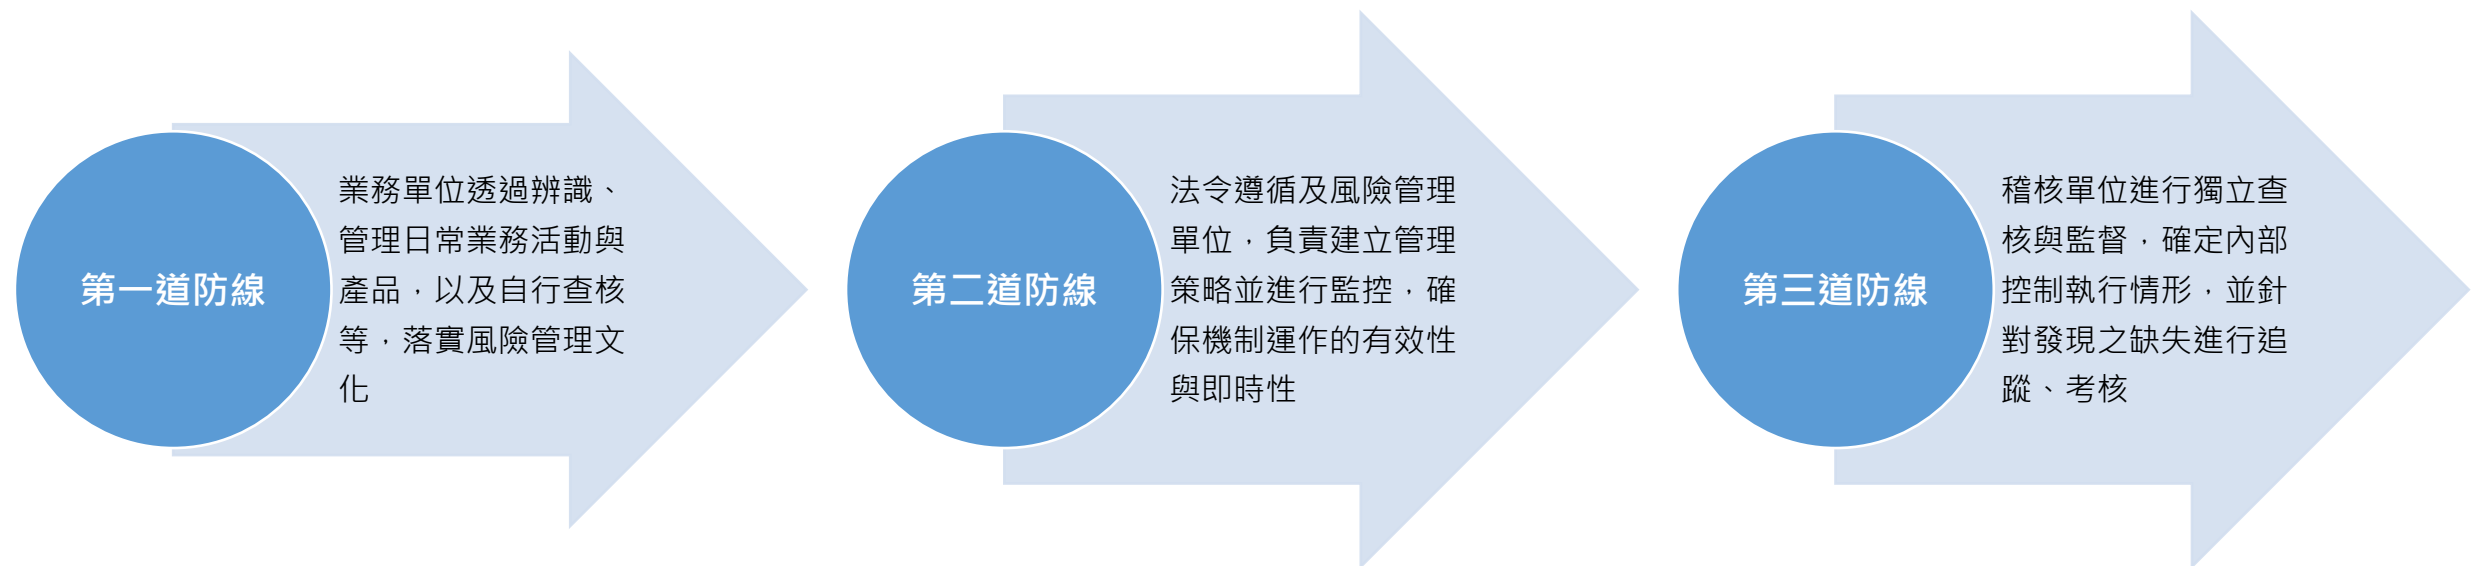 第一道防線
業務單位透過辨識、
管理日常業務活動與
產品，以及自行查核
等，落實風險管理文
化
第二道防線
法令遵循及風險管理
單位，負責建立管理
策略並進行監控，確
保機制運作的有效性
與即時性
第三道防線
稽核單位進行獨立查
核與監督，確定內部
控制執行情形，並針
對發現之缺失進行追
蹤、考核